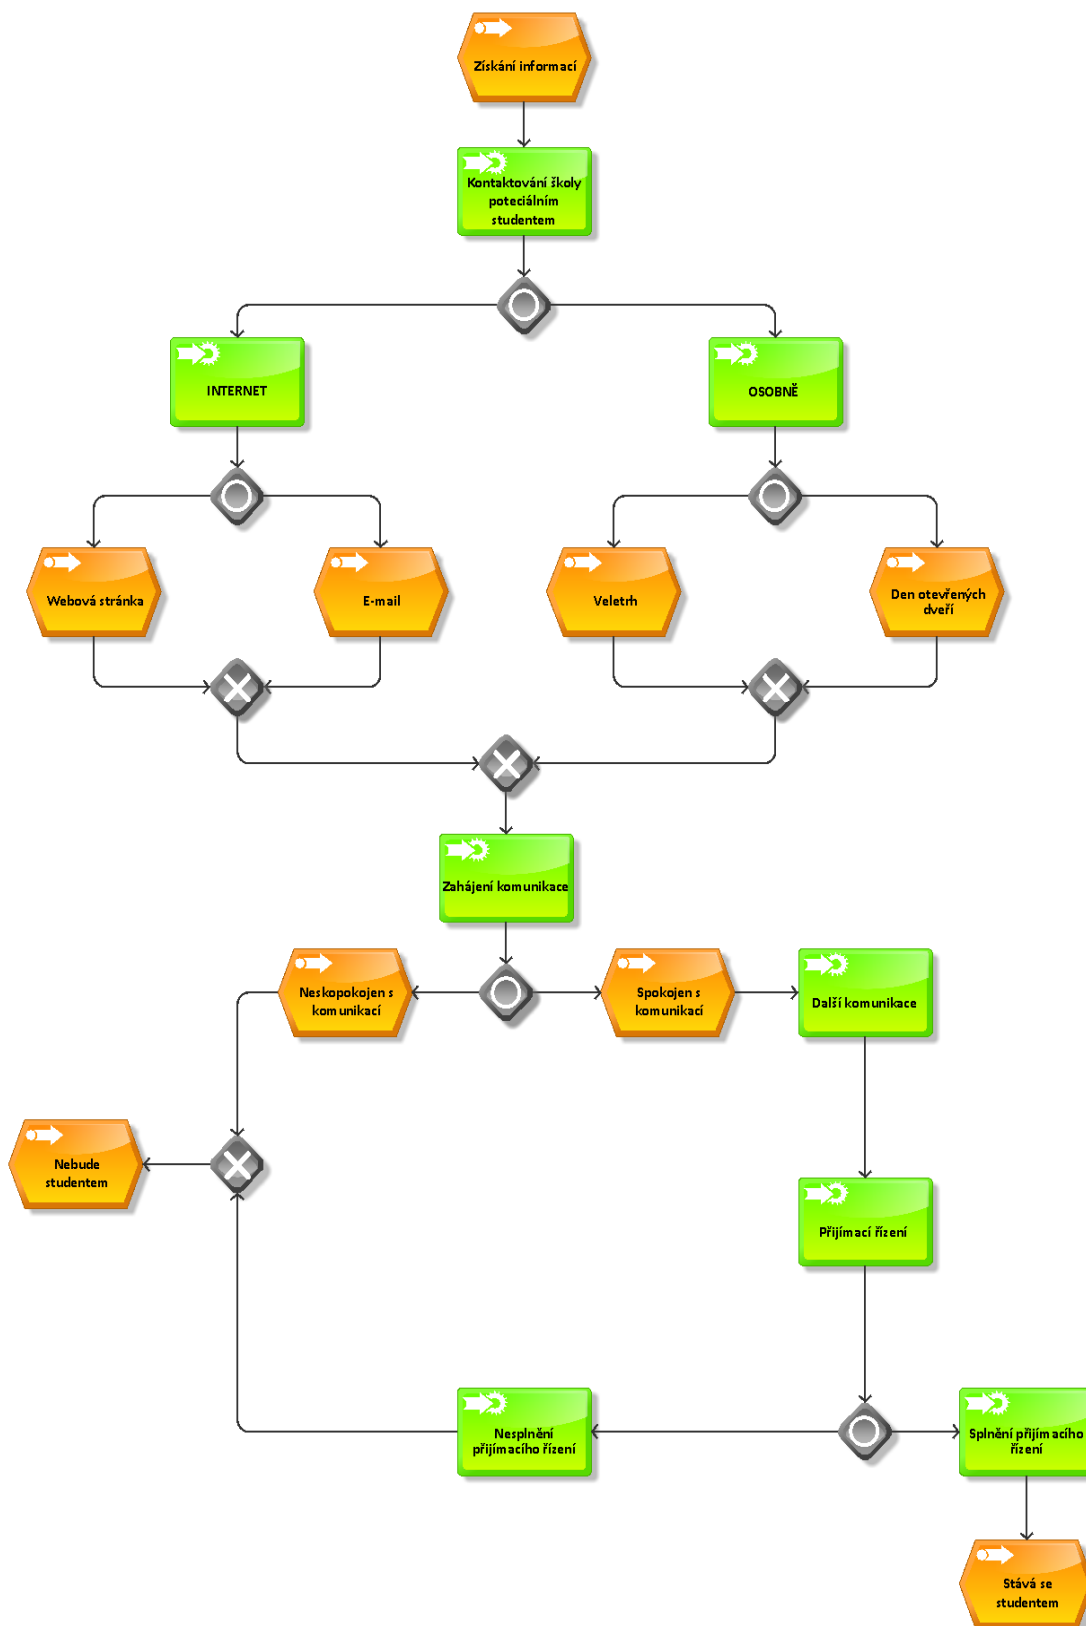 Získání informací
Kontaktování školy
poteciálním
studentem
INTERNET
OSOBNĚ
Webová stránka
E-mail
Veletrh
Den otevřených
dveří
Zahájení komunikace
Neskopokojen s
komunikací
Spokojen s
komunikací
Další komunikace
Nebude
studentem
Přijímací řízení
Nesplnění
přijímacího řízení
Splnění přijímacího
řízení
Stává se
studentem